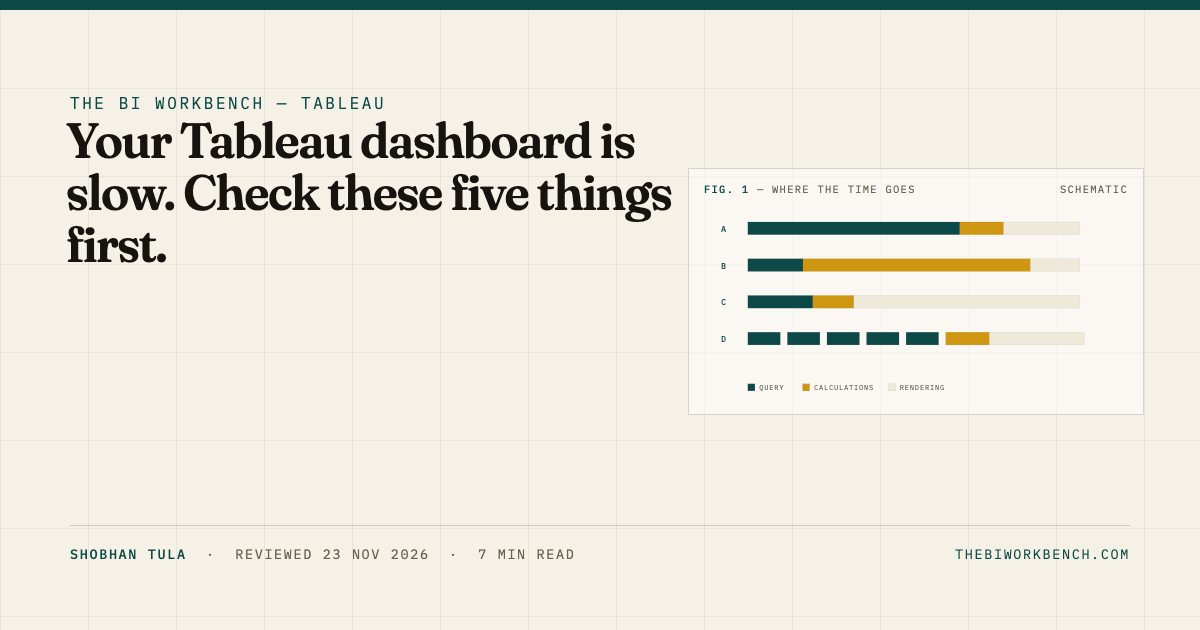 THE BI WORKBENCH — TABLEAU
Your Tableau dashboard is
slow. Check these five things
first.
FIG. 1 — WHERE THE TIME GOES
SCHEMATIC
A
B
C
D
QUERY
CALCULATIONS
RENDERING
SHOBHAN TULA · REVIEWED 23 NOV 2026 · 7 MIN READ
THEBIWORKBENCH.COM